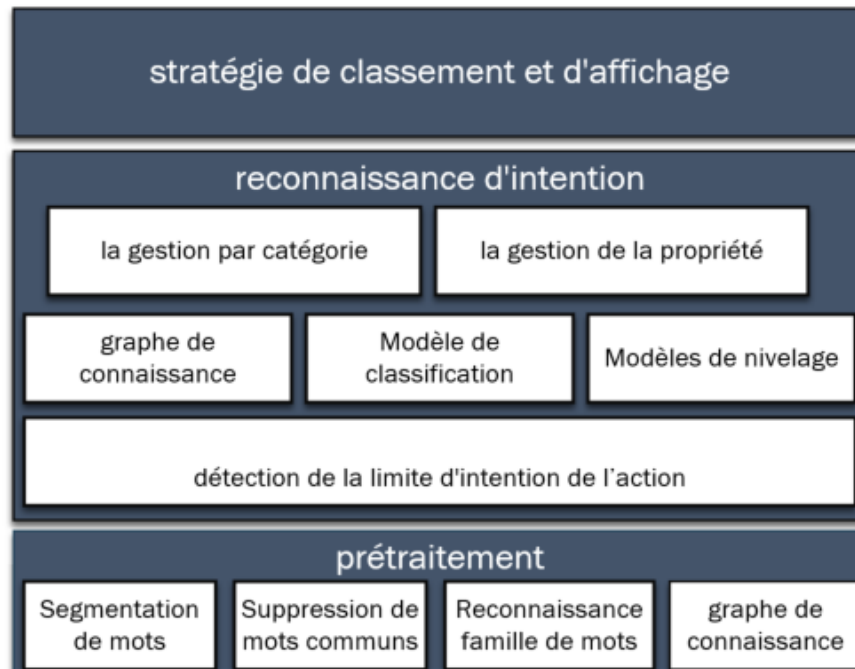 stratégie de classement et d'affichage
reconnaissance d'intention
la gestion par catégorie
la gestion de la propriété
graphe de
connaissance
Modèle de
classification
Modèles de nivelage
détection de la limite d'intention de l'action
prétraitement
Segmentation
de mots
Suppression de
mots communs
Reconnaissance
famille de mots
graphe de
connaissance